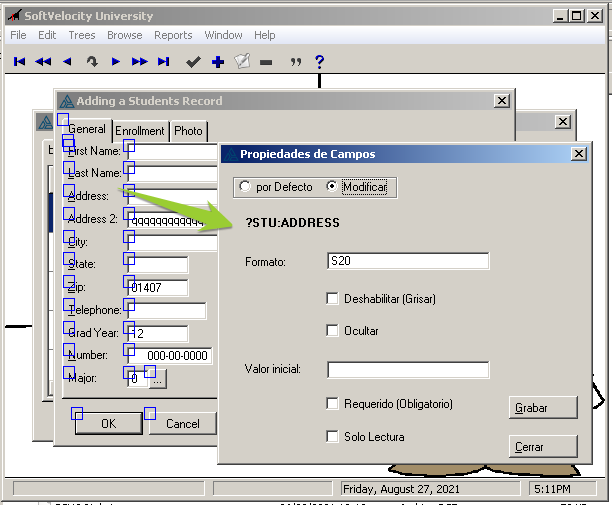 SoftVelocity University
File Edit Trees Browse Reports Window Help
Adding a Students Record
General Enrollment Photo
First Name:
Last Name:
Address:
Address 2: qqqqqqqqqqqq
City:
State:
Zip: 01407
Telephone:
Grad Year: 12
Number: 000-00-0000
Major: 0 ...
OK Cancel
Propiedades de Campos
por Defecto Modificar
?STU:ADDRESS
Formato: S20
Deshabilitar (Grisar)
Ocultar
Valor inicial:
Requerido (Obligatorio)
Grabar
Solo Lectura
Cerrar
Friday, August 27, 2021 5:11PM